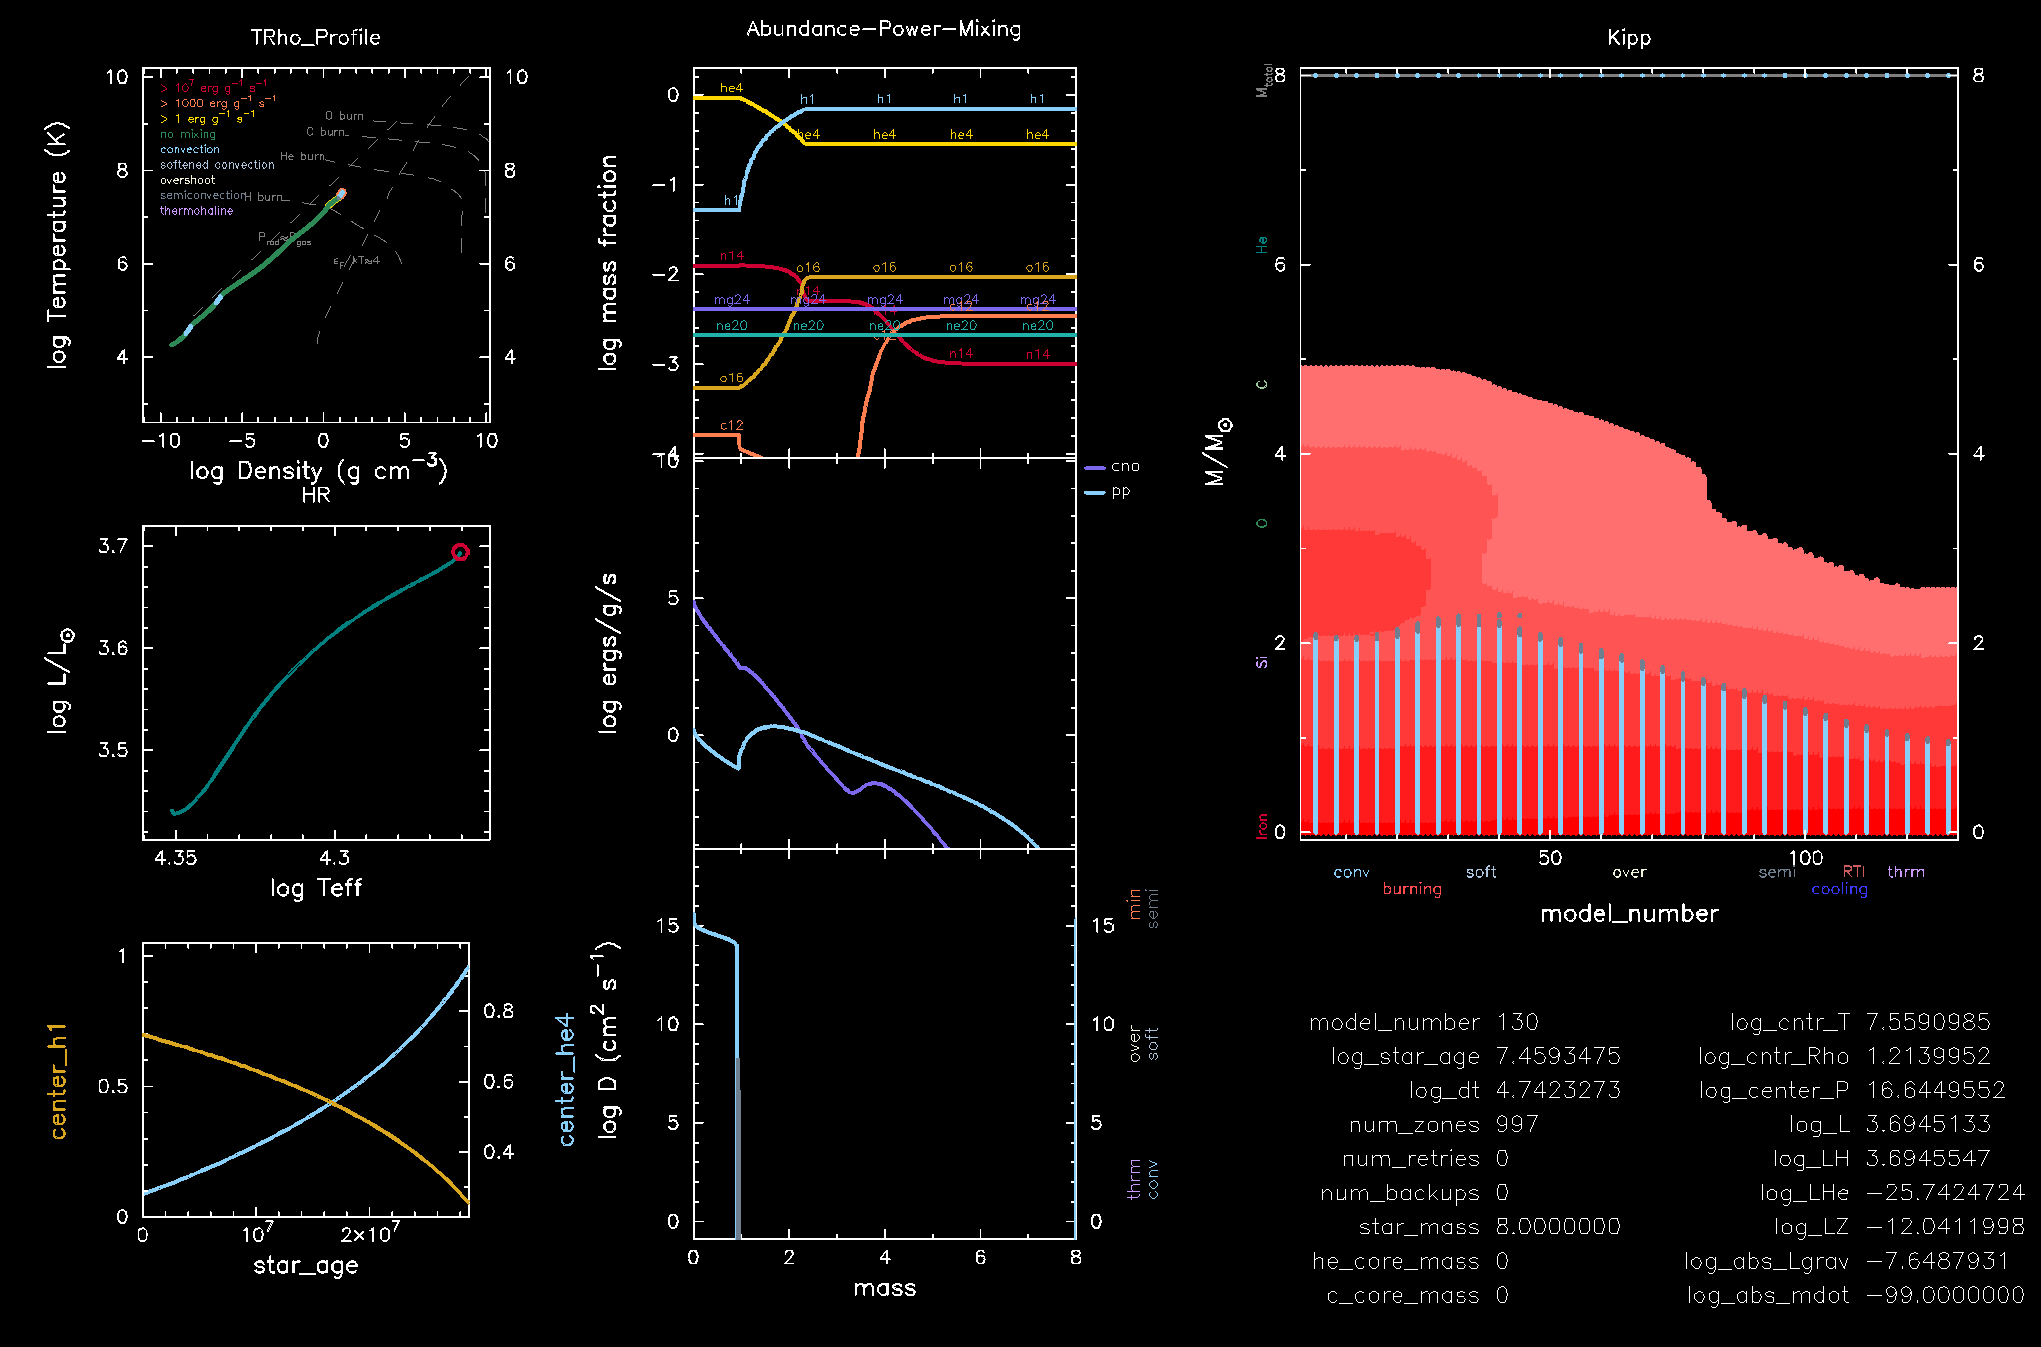 TRho_Profile
10
8
6
4
10
8
6
4
> 10⁷ erg g⁻¹ s⁻¹
> 1000 erg g⁻¹ s⁻¹
> 1 erg g⁻¹ s⁻¹
no mixing
convection
softened convection
overshoot
semiconvection
thermohaline
O burn
C burn
He burn
H burn
P_rad≈P_gas
ε_F/kT≈4
log Temperature (K)
−10 −5 0 5 10
log Density (g cm⁻³)
HR
3.7
3.6
3.5
log L/L☉
4.35 4.3
log Teff
1
0.5
0
0.8
0.6
0.4
center_h1
center_he4
0 10⁷ 2×10⁷
star_age
Abundance−Power−Mixing
0
−1
−2
−3
−4
log mass fraction
he4 h1 h1 h1 h1
he4 he4 he4 he4
h1
n14 o16 o16 o16 o16
n14
mg24 mg24 mg24 mg24 mg24
c12 c12
ne20 ne20 ne20 ne20 ne20
n14 n14
o16
c12
10
5
0
log ergs/g/s
cno
pp
15
10
5
0
15
10
5
0
log D (cm² s⁻¹)
min
semi
over
soft
thrm
conv
0 2 4 6 8
mass
Kipp
8
6
4
2
0
8
6
4
2
0
M_total
He
C
O
Si
Iron
M/M☉
50 100
conv soft over semi RTI thrm
burning cooling
model_number
model_number 130 log_cntr_T 7.5590985
log_star_age 7.4593475 log_cntr_Rho 1.2139952
log_dt 4.7423273 log_center_P 16.6449552
num_zones 997 log_L 3.6945133
num_retries 0 log_LH 3.6945547
num_backups 0 log_LHe −25.7424724
star_mass 8.0000000 log_LZ −12.0411998
he_core_mass 0 log_abs_Lgrav −7.6487931
c_core_mass 0 log_abs_mdot −99.0000000